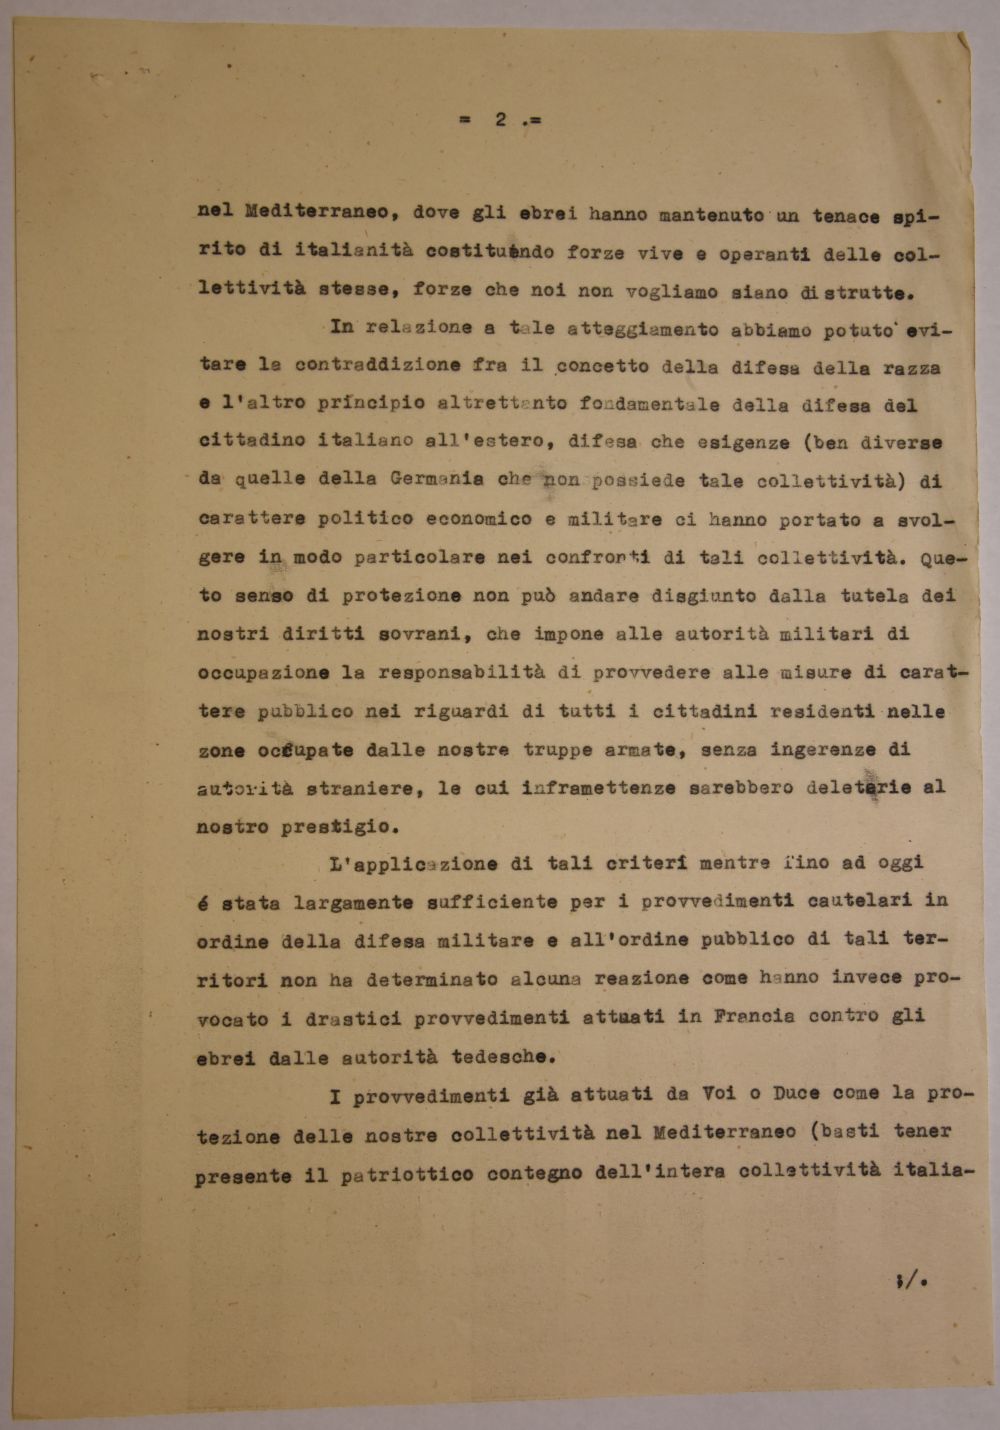 = 2 .=
nel Mediterraneo, dove gli ebrei hanno mantenuto un tenace spi-
rito di italianità costituendo forze vive e operanti delle col-
lettività stesse, forze che noi non vogliamo siano distrutte.
In relazione a tale atteggiamento abbiamo potuto evi-
tare la contraddizione fra il concetto della difesa della razza
e l'altro principio altrettanto fondamentale della difesa del
cittadino italiano all'estero, difesa che esigenze (ben diverse
da quelle della Germania che non possiede tale collettività) di
carattere politico economico e militare ci hanno portato a svol-
gere in modo particolare nei confronti di tali collettività. Que-
to senso di protezione non può andare disgiunto dalla tutela dei
nostri diritti sovrani, che impone alle autorità militari di
occupazione la responsabilità di provvedere alle misure di carat-
tere pubblico nei riguardi di tutti i cittadini residenti nelle
zone occupate dalle nostre truppe armate, senza ingerenze di
autorità straniere, le cui inframettenze sarebbero deleterie al
nostro prestigio.
L'applicazione di tali criteri mentre fino ad oggi
é stata largamente sufficiente per i provvedimenti cautelari in
ordine della difesa militare e all'ordine pubblico di tali ter-
ritori non ha determinato alcuna reazione come hanno invece pro-
vocato i drastici provvedimenti attuati in Francia contro gli
ebrei dalle autorità tedesche.
I provvedimenti già attuati da Voi o Duce come la pro-
tezione delle nostre collettività nel Mediterraneo (basti tener
presente il patriottico contegno dell'intera collettività italia-
;/.